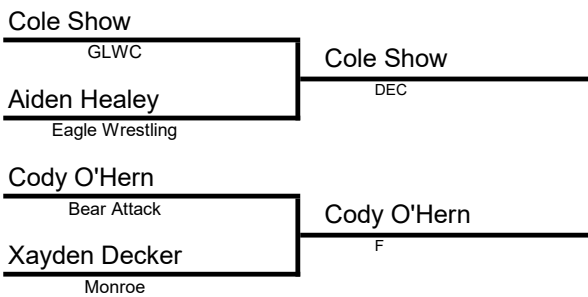 Cole Show
GLWC
Cole Show
DEC
Aiden Healey
Eagle Wrestling
Cody O'Hern
Bear Attack
Cody O'Hern
F
Xayden Decker
Monroe